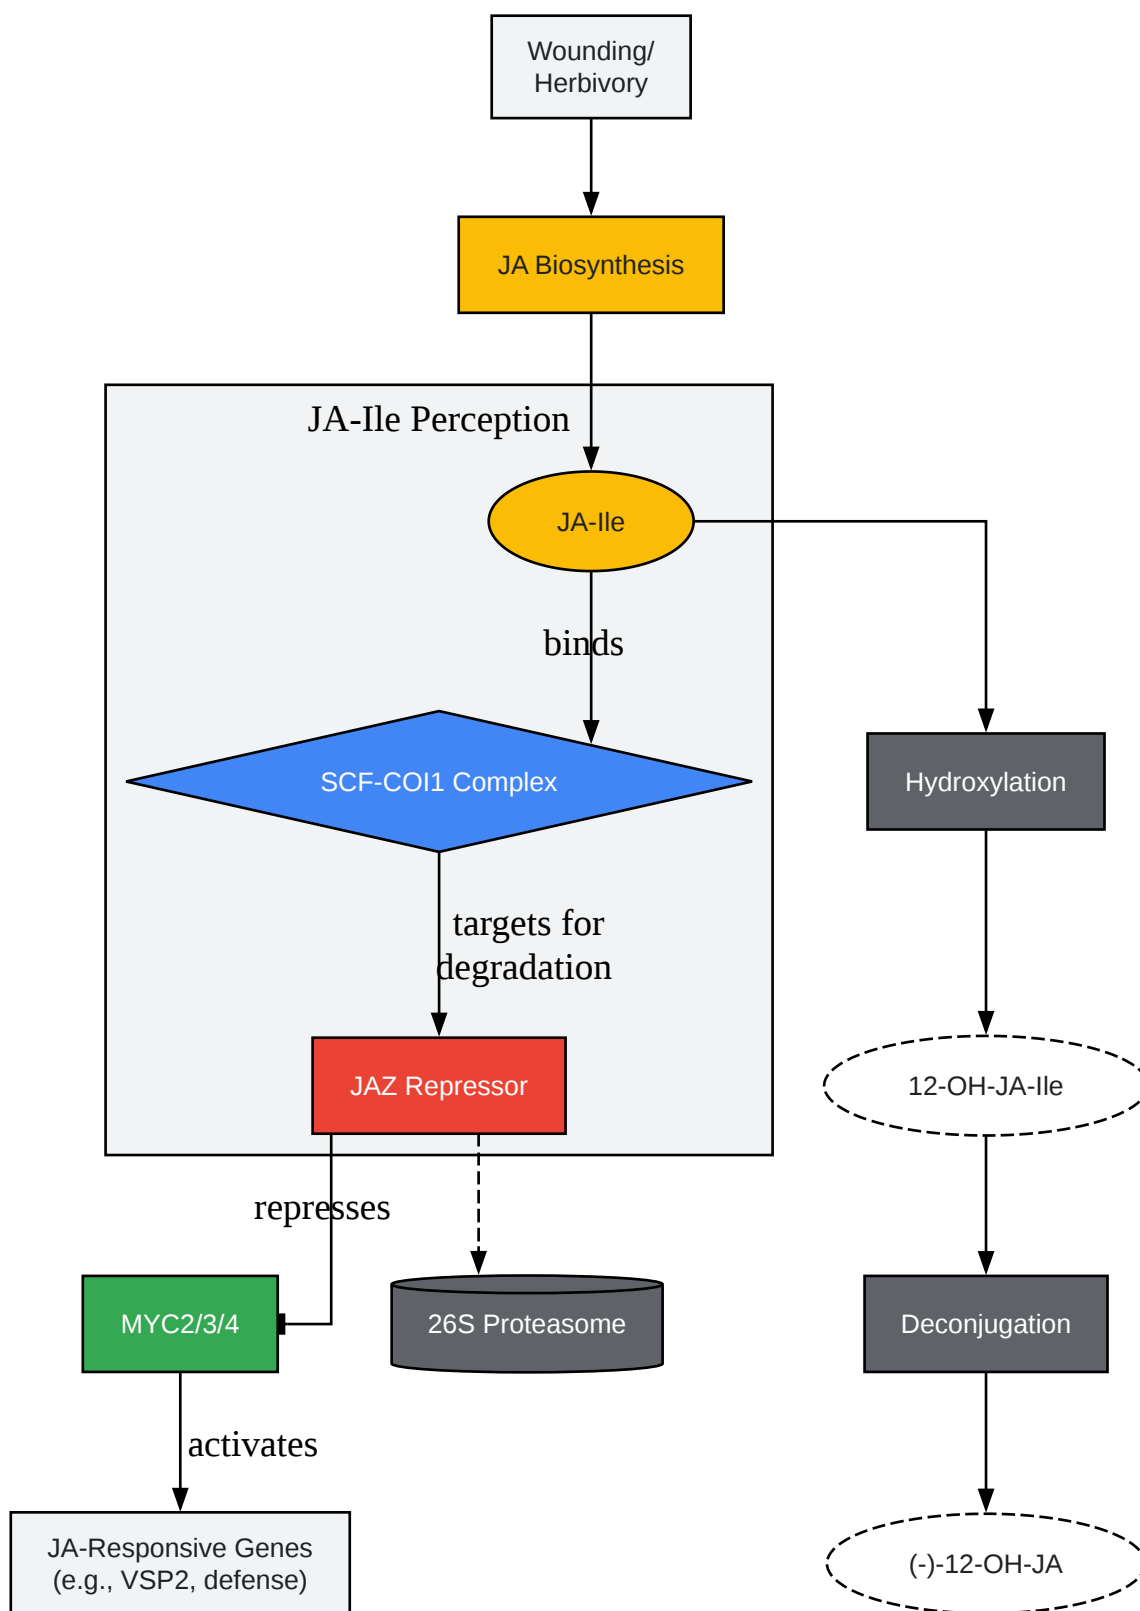 Wounding/
Herbivory
JA Biosynthesis
JA-Ile Perception
JA-Ile
binds
SCF-COI1 Complex
Hydroxylation
targets for
degradation
JAZ Repressor
12-OH-JA-Ile
represses
MYC2/3/4
26S Proteasome
Deconjugation
activates
JA-Responsive Genes
(e.g., VSP2, defense)
(-)-12-OH-JA